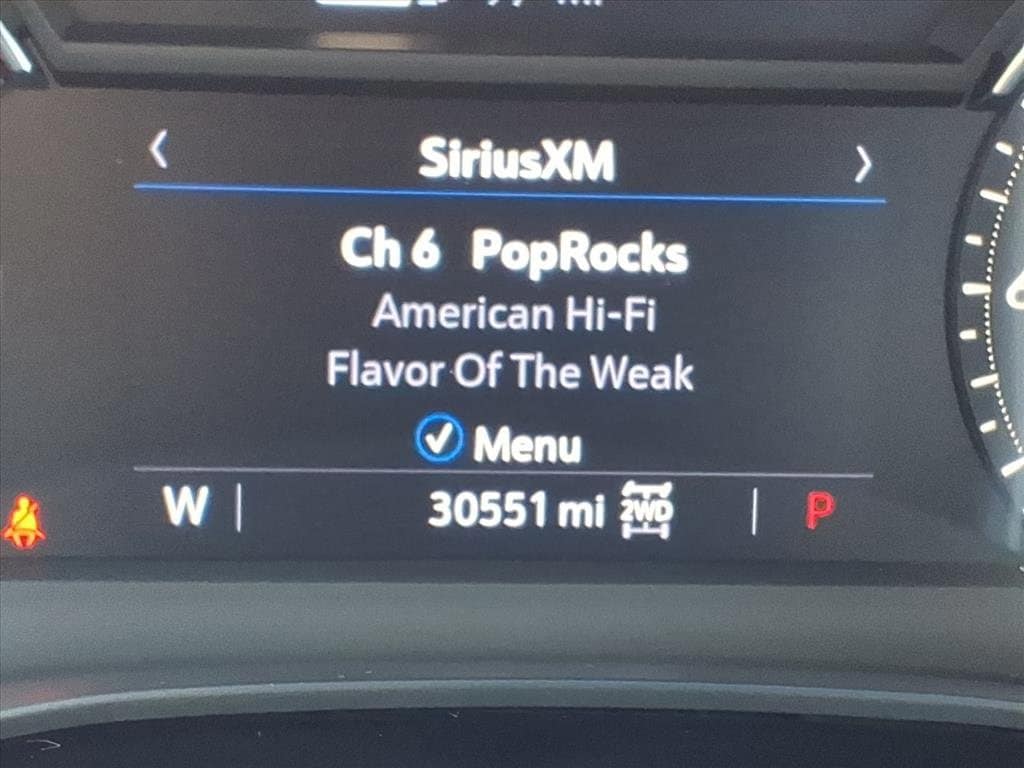 SiriusXM
Ch 6 PopRocks
American Hi-Fi
Flavor Of The Weak
Menu
W 30551 mi 2WD P